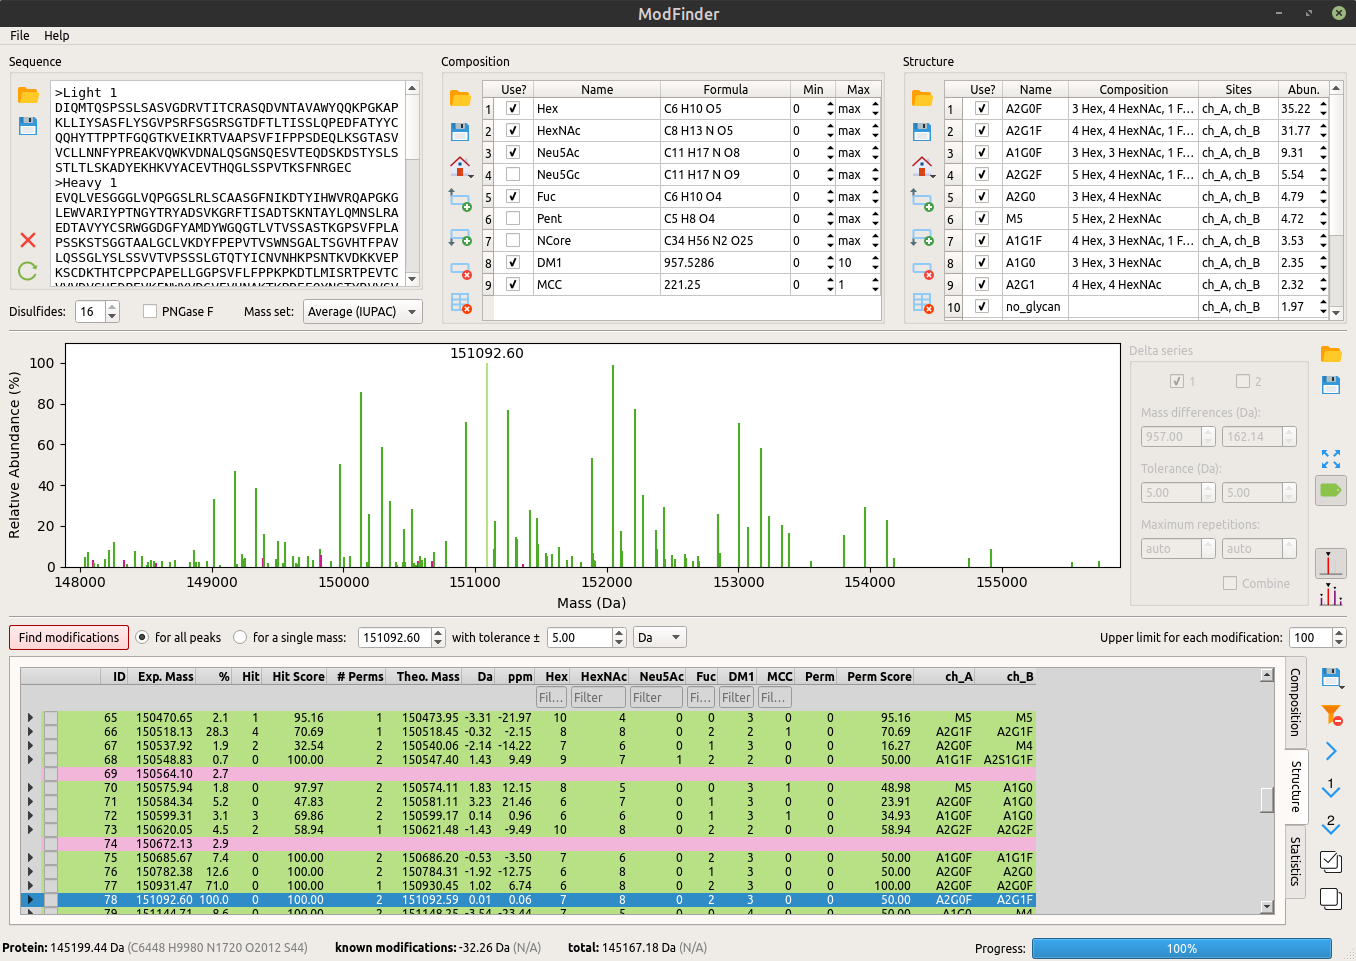 ModFinder
File Help
Sequence
>Light 1
DIQMTQSPSSLSASVGDRVTITCRASQDVNTAVAWYQQKPGKAP
KLLIYSASFLYSGVPSRFSGSRSGTDFTLTISSLQPEDFATYYC
QQHYTTPPTFGQGTKVEIKRTVAAPSVFIFPPSDEQLKSGTASV
VCLLNNFYPREAKVQWKVDNALQSGNSQESVTEQDSKDSTYSLS
STLTLSKADYEKHKVYACEVTHQGLSSPVTKSFNRGEC
>Heavy 1
EVQLVESGGGLVQPGGSLRLSCAASGFNIKDTYIHWVRQAPGKG
LEWVARIYPTNGYTRYADSVKGRFTISADTSKNTAYLQMNSLRA
EDTAVYYCSRWGGDGFYAMDYWGQGTLVTVSSASTKGPSVFPLA
PSSKSTSGGTAALGCLVKDYFPEPVTVSWNSGALTSGVHTFPAV
LQSSGLYSLSSVVTVPSSSLGTQTYICNVNHKPSNTKVDKKVEP
KSCDKTHTCPPCPAPELLGGPSVFLFPPKPKDTLMISRTPEVTC
Disulfides: 16 PNGase F Mass set: Average (IUPAC)
Composition
Use? Name Formula Min Max
1 Hex C6 H10 O5 0 max
2 HexNAc C8 H13 N O5 0 max
3 Neu5Ac C11 H17 N O8 0 max
4 Neu5Gc C11 H17 N O9 0 max
5 Fuc C6 H10 O4 0 max
6 Pent C5 H8 O4 0 max
7 NCore C34 H56 N2 O25 0 max
8 DM1 957.5286 0 10
9 MCC 221.25 0 1
Structure
Use? Name Composition Sites Abun.
1 A2G0F 3 Hex, 4 HexNAc, 1 F... ch_A, ch_B 35.22
2 A2G1F 4 Hex, 4 HexNAc, 1 F... ch_A, ch_B 31.77
3 A1G0F 3 Hex, 3 HexNAc, 1 F... ch_A, ch_B 9.31
4 A2G2F 5 Hex, 4 HexNAc, 1 F... ch_A, ch_B 5.54
5 A2G0 3 Hex, 4 HexNAc ch_A, ch_B 4.79
6 M5 5 Hex, 2 HexNAc ch_A, ch_B 4.72
7 A1G1F 4 Hex, 3 HexNAc, 1 F... ch_A, ch_B 3.53
8 A1G0 3 Hex, 3 HexNAc ch_A, ch_B 2.35
9 A2G1 4 Hex, 4 HexNAc ch_A, ch_B 2.32
10 no_glycan ch_A, ch_B 1.97
Relative Abundance (%)
100
80
60
40
20
0
151092.60
148000 149000 150000 151000 152000 153000 154000 155000
Mass (Da)
Delta series
1 2
Mass differences (Da):
957.00 162.14
Tolerance (Da):
5.00 5.00
Maximum repetitions:
auto auto
Combine
Find modifications for all peaks for a single mass: 151092.60 with tolerance ± 5.00 Da Upper limit for each modification: 100
ID Exp. Mass % Hit Hit Score # Perms Theo. Mass Da ppm Hex HexNAc Neu5Ac Fuc DM1 MCC Perm Perm Score ch_A ch_B
Fil... Filter Filter Fi... Filter Fil...
65 150470.65 2.1 1 95.16 1 150473.95 -3.31 -21.97 10 4 0 0 3 0 0 95.16 M5 M5
66 150518.13 28.3 4 70.69 1 150518.45 -0.32 -2.15 8 8 0 2 2 1 0 70.69 A2G1F A2G1F
67 150537.92 1.9 2 32.54 2 150540.06 -2.14 -14.22 7 6 0 1 3 0 0 16.27 A2G0F M4
68 150548.83 0.7 0 100.00 2 150547.40 1.43 9.49 9 7 1 2 2 0 0 50.00 A1G1F A2S1G1F
69 150564.10 2.7
70 150575.94 1.8 0 97.97 2 150574.11 1.83 12.15 8 5 0 0 3 1 0 48.98 M5 A1G0
71 150584.34 5.2 0 47.83 2 150581.11 3.23 21.46 6 7 0 1 3 0 0 23.91 A2G0F A1G0
72 150599.31 3.1 3 69.86 2 150599.17 0.14 0.96 6 6 0 1 3 1 0 34.93 A1G0F A1G0
73 150620.05 4.5 2 58.94 1 150621.48 -1.43 -9.49 10 8 0 2 2 0 0 58.94 A2G2F A2G2F
74 150672.13 2.9
75 150685.67 7.4 0 100.00 2 150686.20 -0.53 -3.50 7 6 0 2 3 0 0 50.00 A1G0F A1G1F
76 150782.38 12.6 0 100.00 2 150784.31 -1.92 -12.75 6 8 0 1 3 0 0 50.00 A2G0F A2G0
77 150931.47 71.0 0 100.00 1 150930.45 1.02 6.74 6 8 0 2 3 0 0 100.00 A2G0F A2G0F
78 151092.60 100.0 0 100.00 2 151092.59 0.01 0.06 7 8 0 2 3 0 0 50.00 A2G0F A2G1F
79 151144.71 8.6 0 100.00 2 151148.25 -3.54 -23.44 7 5 0 0 4 0 0 50.00 A1G0 M4
Composition
Structure
Statistics
1
2
Protein: 145199.44 Da (C6448 H9980 N1720 O2012 S44) known modifications: -32.26 Da (N/A) total: 145167.18 Da (N/A) Progress: 100%